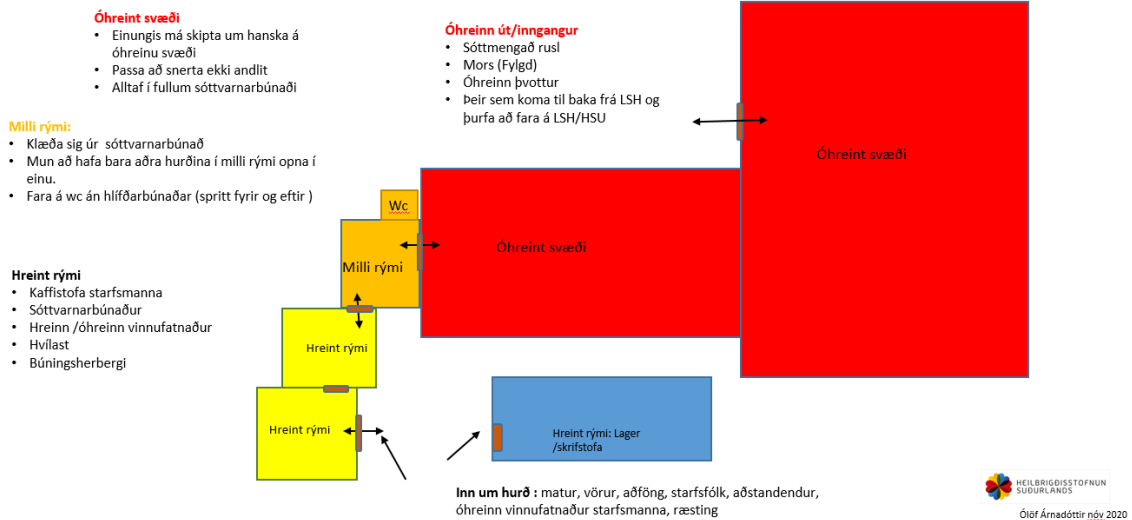 Óhreint svæði
• Einungis má skipta um hanska á
óhreinu svæði
• Passa að snerta ekki andlit
• Alltaf í fullum sóttvarnarbúnaði
Óhreinn út/inngangur
• Sóttmengað rusl
• Mors (Fylgd)
• Óhreinn þvottur
• Þeir sem koma til baka frá LSH og
þurfa að fara á LSH/HSU
Milli rými:
• Klæða sig úr sóttvarnarbúnað
• Mun að hafa bara aðra hurðina í milli rými opna í
einu.
• Fara á wc án hlífðarbúnaðar (spritt fyrir og eftir )
Óhreint svæði
Wc
Óhreint svæði
Milli rými
Hreint rými
• Kaffistofa starfsmanna
• Sóttvarnarbúnaður
• Hreinn /óhreinn vinnufatnaður
• Hvílast
• Búningsherbergi
Hreint rými
Hreint rými
Hreint rými: Lager
/skrifstofa
Inn um hurð : matur, vörur, aðföng, starfsfólk, aðstandendur,
óhreinn vinnufatnaður starfsmanna, ræsting
HEILBRIGÐISSTOFNUN
SUÐURLANDS
Ólöf Árnadóttir nóv 2020